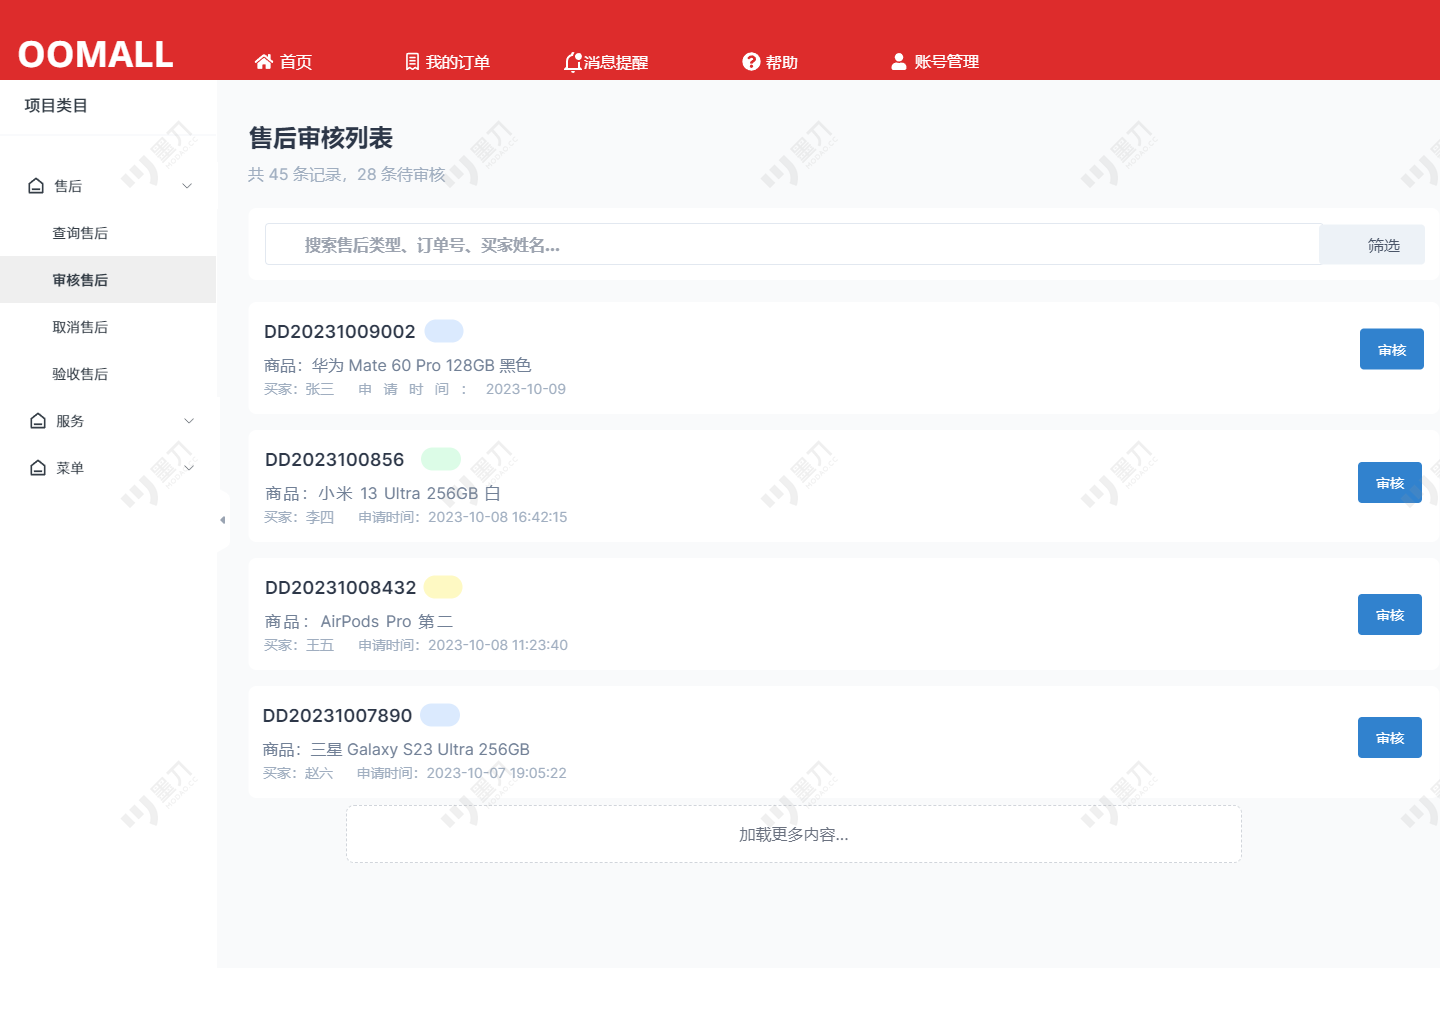 OOMALL
首页
我的订单
消息提醒
帮助
账号管理
项目类目
售后
查询售后
审核售后
取消售后
验收售后
服务
菜单
售后审核列表
共 45 条记录，28 条待审核
搜索售后类型、订单号、买家姓名...
筛选
DD20231009002
商品：华为 Mate 60 Pro 128GB 黑色
买家：张三 申请时间： 2023-10-09
审核
DD2023100856
商品：小米 13 Ultra 256GB 白
买家：李四 申请时间：2023-10-08 16:42:15
审核
DD20231008432
商品：AirPods Pro 第二
买家：王五 申请时间：2023-10-08 11:23:40
审核
DD20231007890
商品：三星 Galaxy S23 Ultra 256GB
买家：赵六 申请时间：2023-10-07 19:05:22
审核
加载更多内容...
墨刀
MODAO.CC